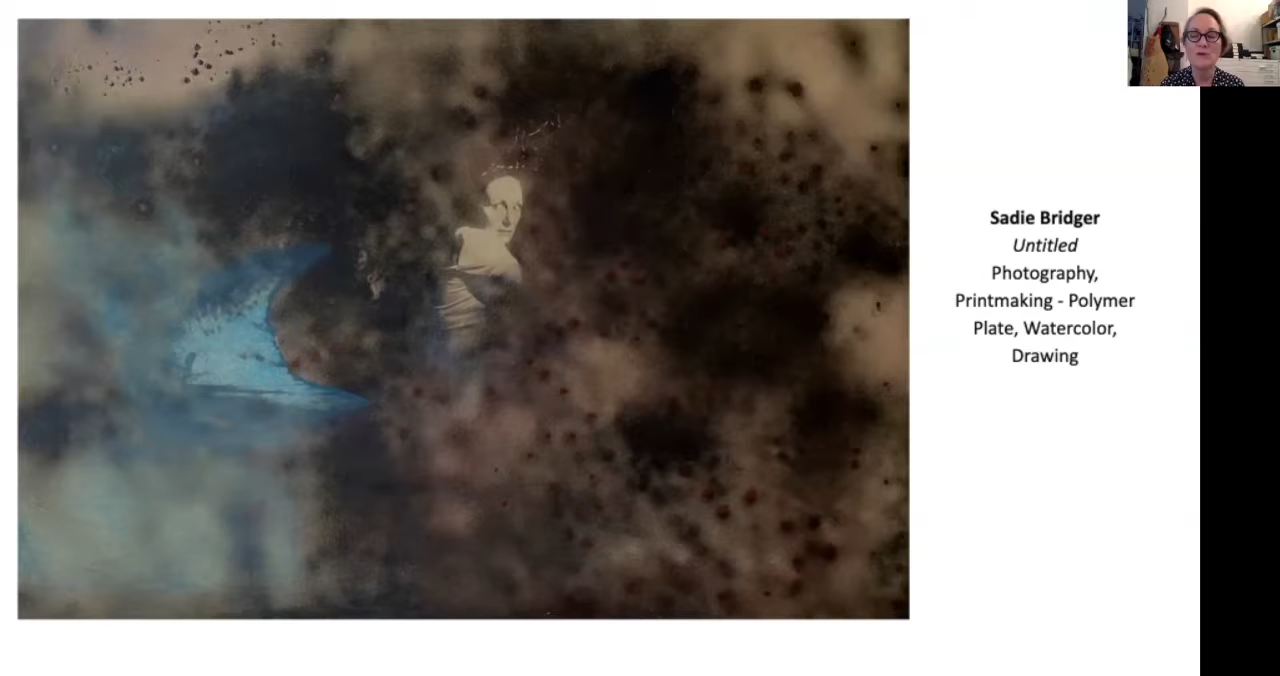 Sadie Bridger
Untitled
Photography,
Printmaking - Polymer
Plate, Watercolor,
Drawing